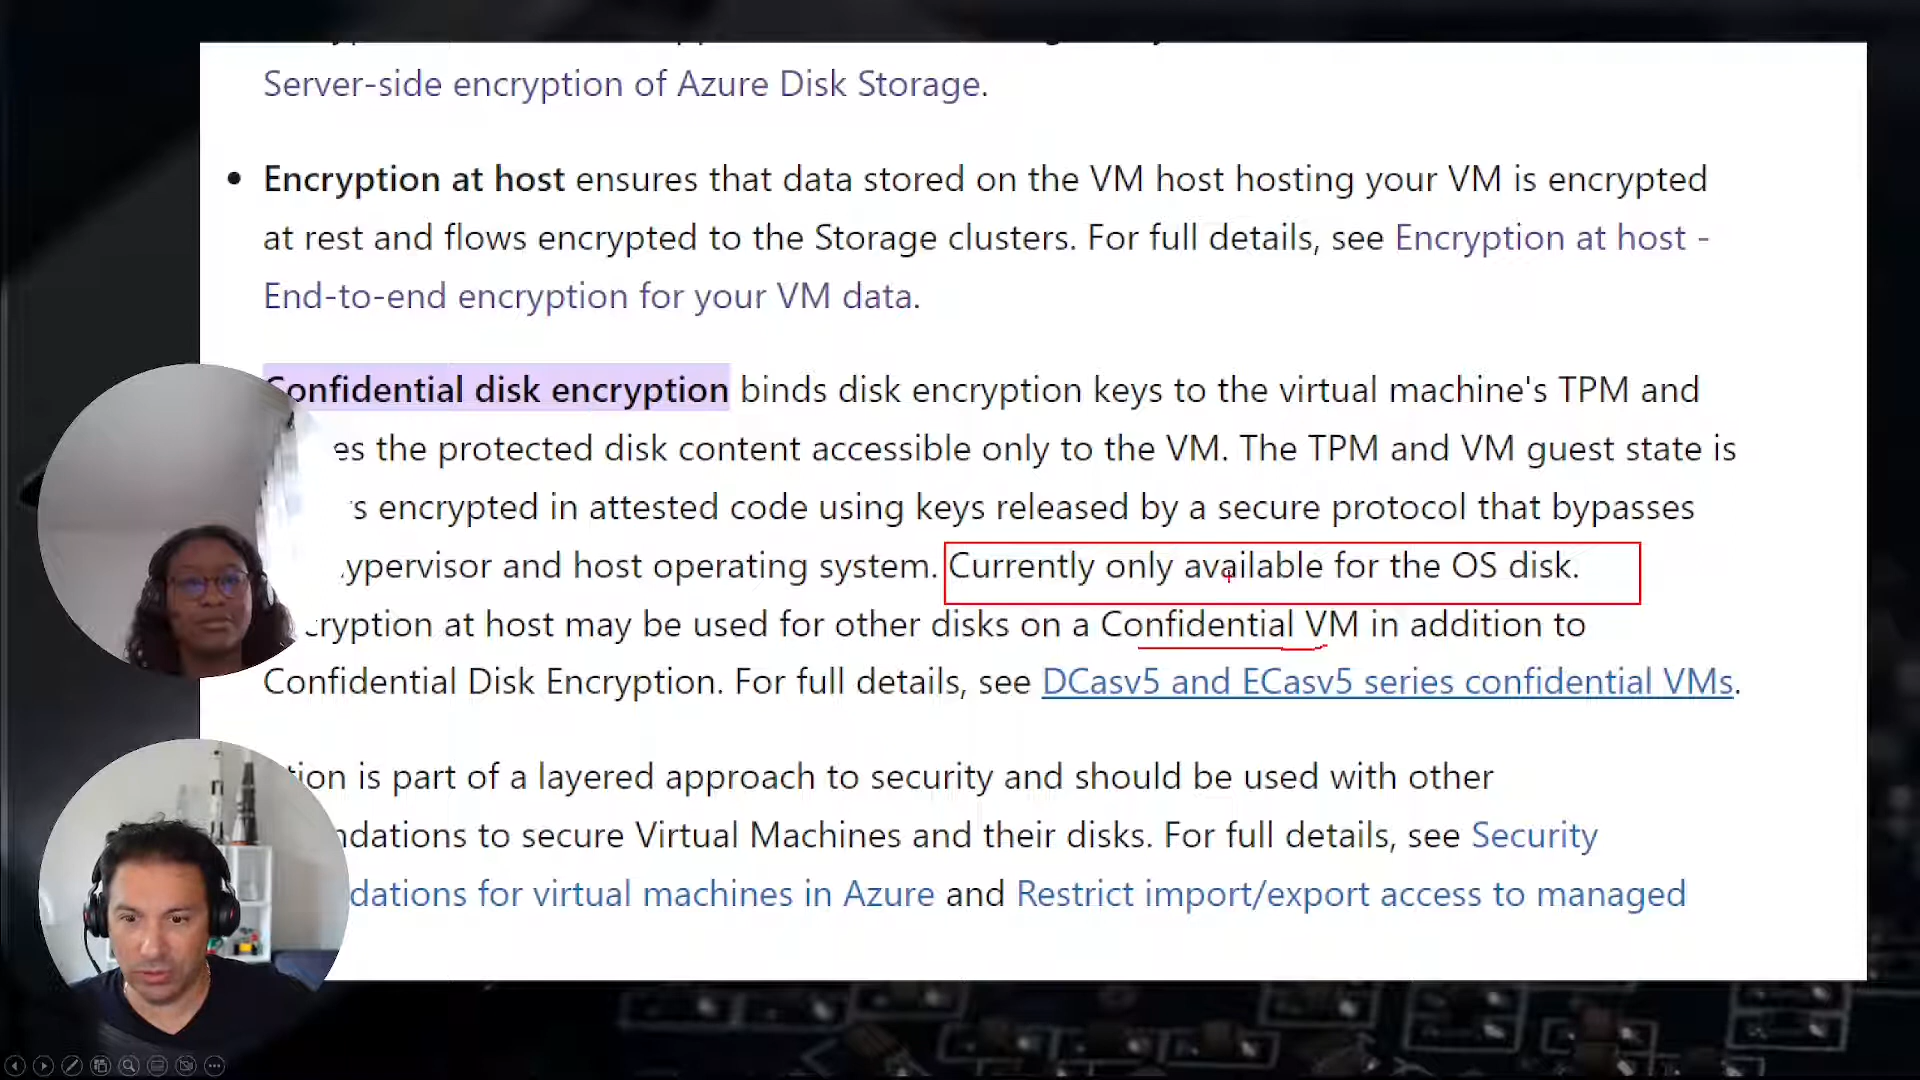 Server-side encryption of Azure Disk Storage.
• Encryption at host ensures that data stored on the VM host hosting your VM is encrypted
at rest and flows encrypted to the Storage clusters. For full details, see Encryption at host -
End-to-end encryption for your VM data.
Confidential disk encryption binds disk encryption keys to the virtual machine's TPM and
es the protected disk content accessible only to the VM. The TPM and VM guest state is
s encrypted in attested code using keys released by a secure protocol that bypasses
ypervisor and host operating system. Currently only available for the OS disk.
cryption at host may be used for other disks on a Confidential VM in addition to
Confidential Disk Encryption. For full details, see DCasv5 and ECasv5 series confidential VMs.
tion is part of a layered approach to security and should be used with other
ndations to secure Virtual Machines and their disks. For full details, see Security
dations for virtual machines in Azure and Restrict import/export access to managed